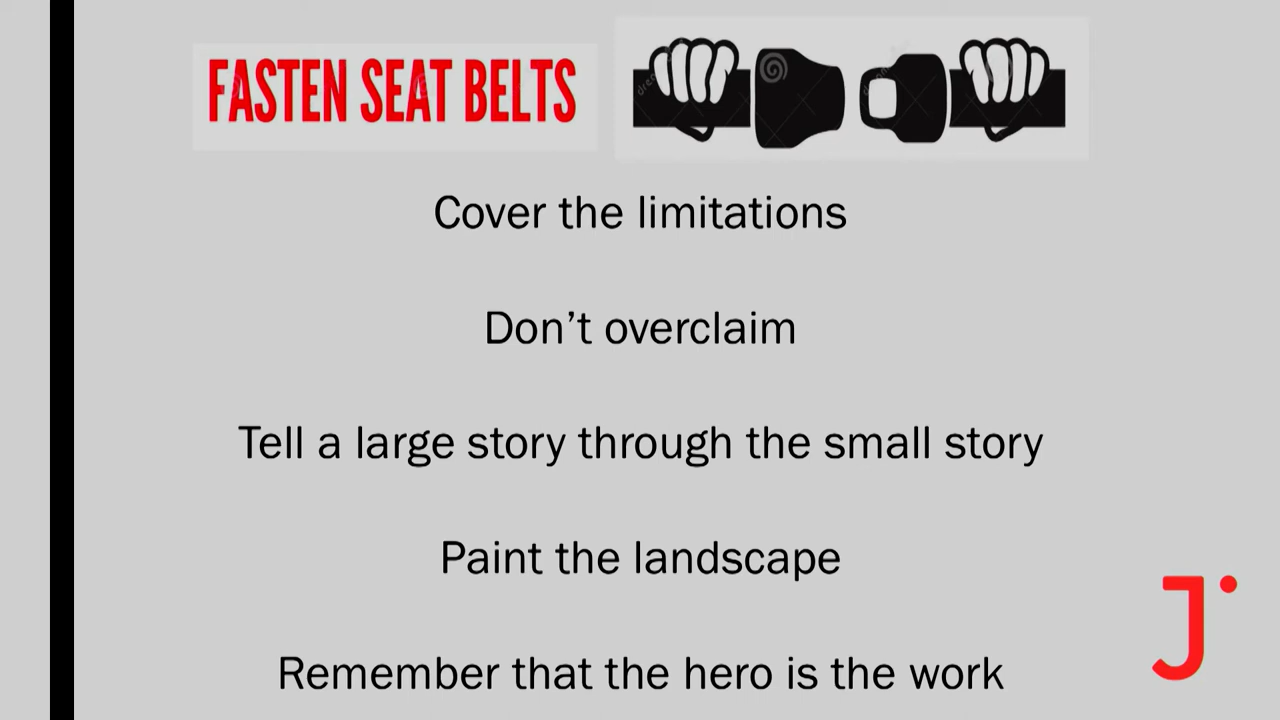 FASTEN SEAT BELTS
Cover the limitations
Don’t overclaim
Tell a large story through the small story
Paint the landscape
Remember that the hero is the work
J